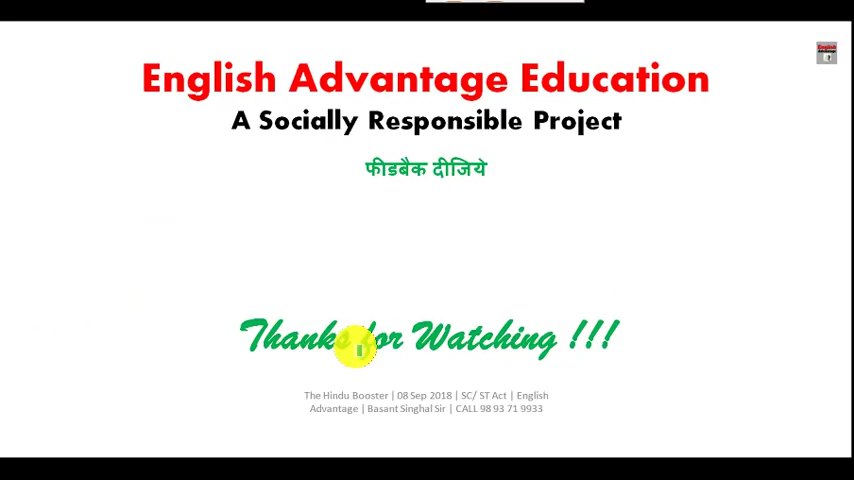 English Advantage Education
A Socially Responsible Project
फीडबैक दीजिये
Thanks for Watching !!!
The Hindu Booster | 08 Sep 2018 | SC/ ST Act | English
Advantage | Basant Singhal Sir | CALL 98 93 71 9933